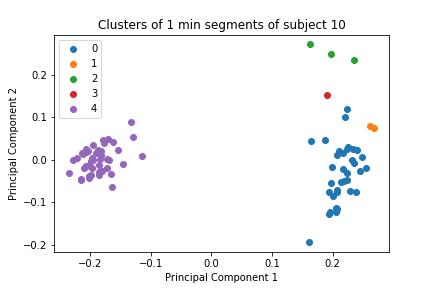 Clusters of 1 min segments of subject 10
0
1
2
3
4
Principal Component 2
0.2
0.1
0.0
−0.1
−0.2
−0.2 −0.1 0.0 0.1 0.2
Principal Component 1